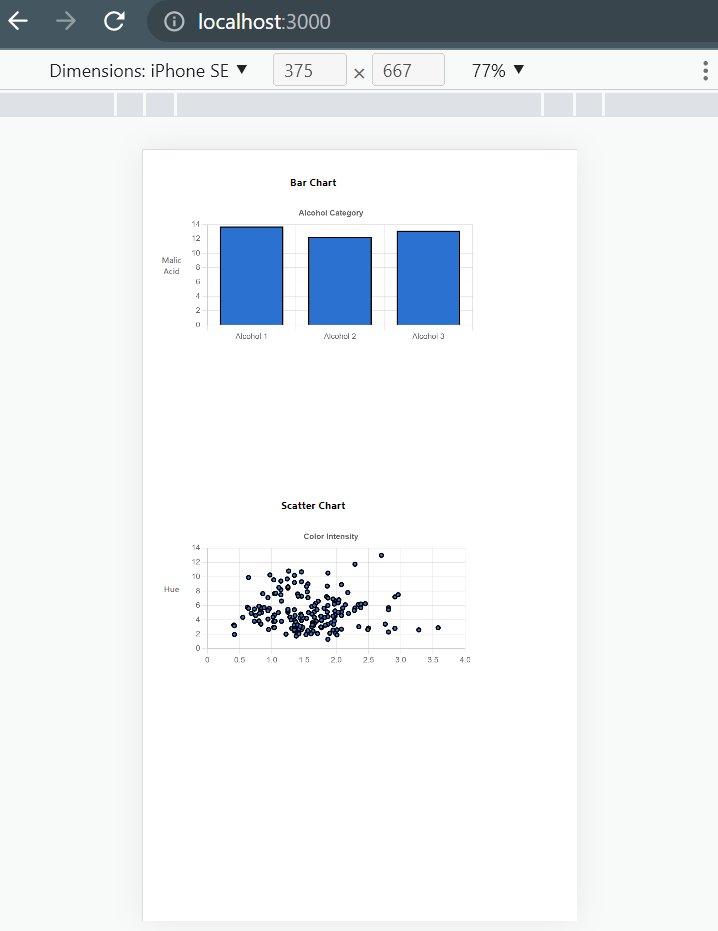 localhost:3000
Dimensions: iPhone SE ▼ 375 × 667 77% ▼
Bar Chart
Alcohol Category
14
12
10
8
6
4
2
0
Malic
Acid
Alcohol 1 Alcohol 2 Alcohol 3
Scatter Chart
Color Intensity
14
12
10
8
6
4
2
0
Hue
0 0.5 1.0 1.5 2.0 2.5 3.0 3.5 4.0